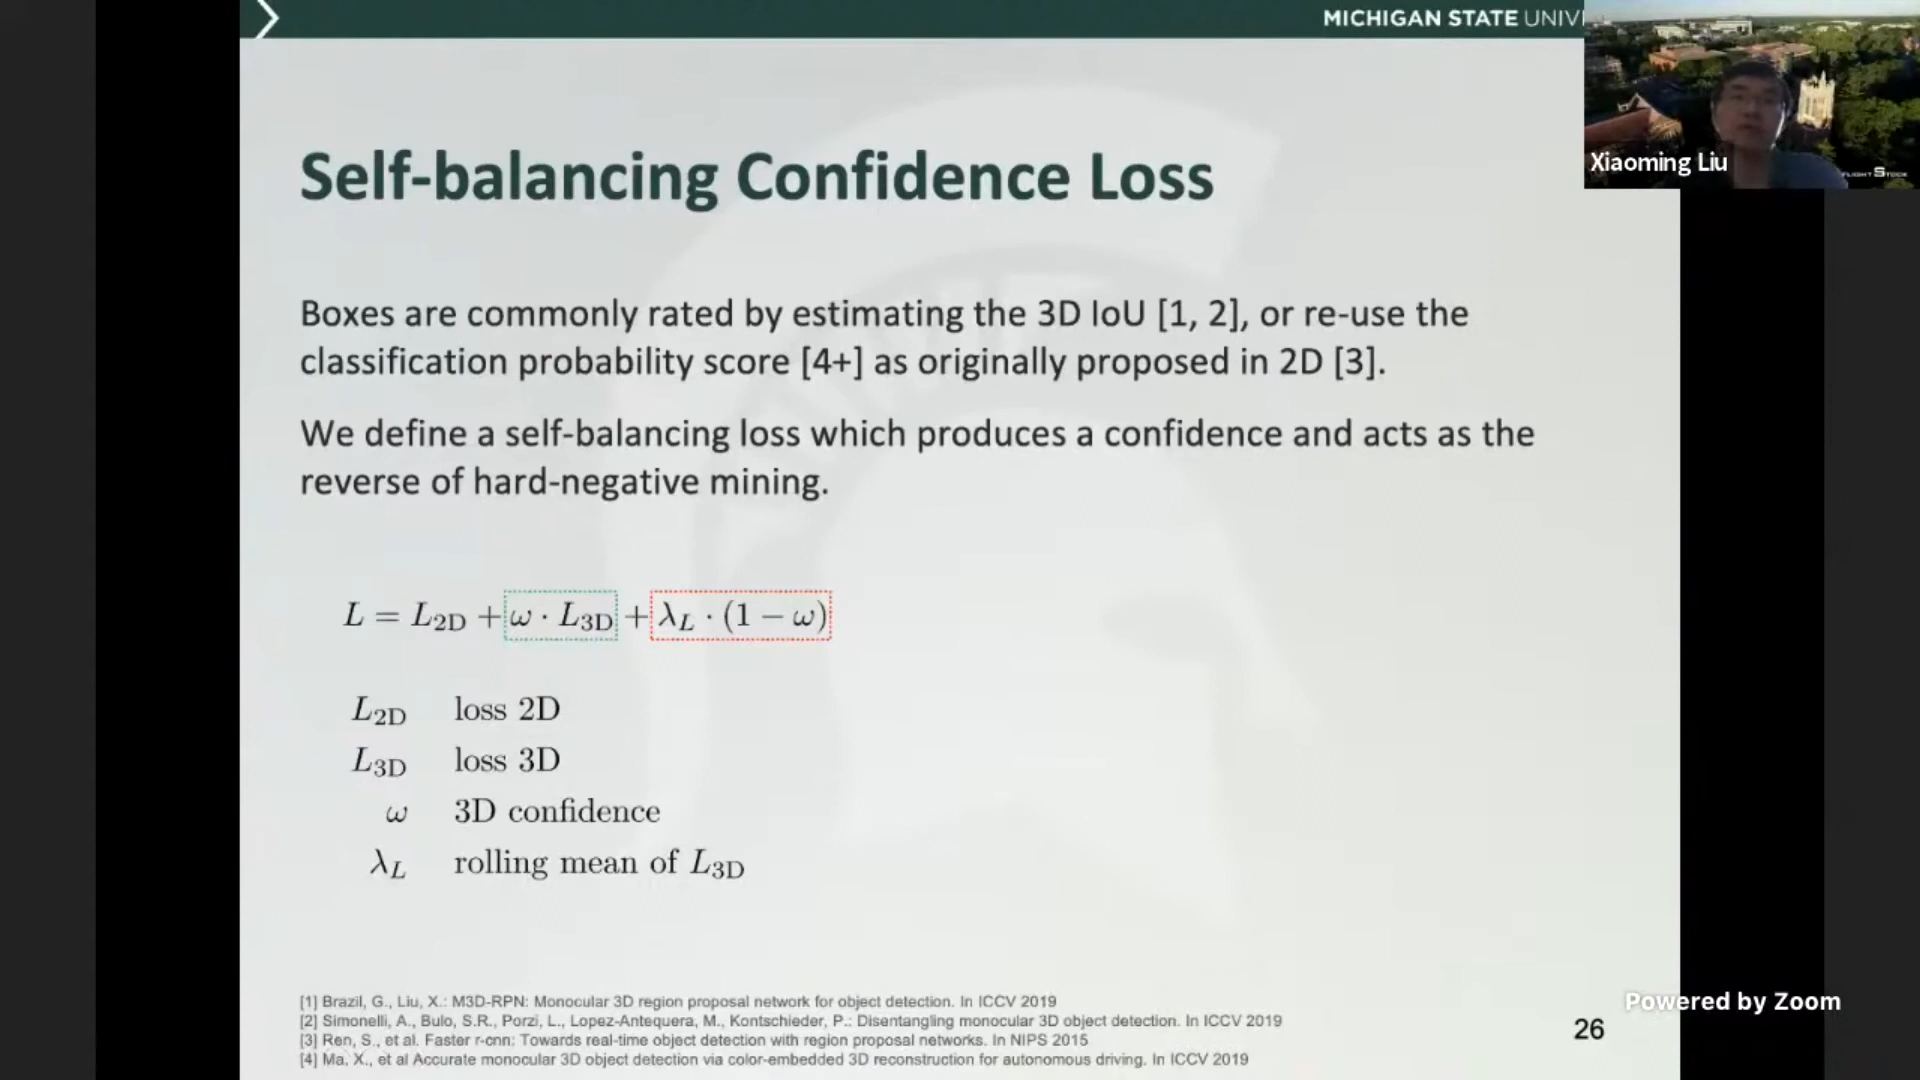 MICHIGAN STATE UNIV
Xiaoming Liu
Self-balancing Confidence Loss
Boxes are commonly rated by estimating the 3D IoU [1, 2], or re-use the
classification probability score [4+] as originally proposed in 2D [3].
We define a self-balancing loss which produces a confidence and acts as the
reverse of hard-negative mining.
L = L2D + ω · L3D + λL · (1 − ω)
L2D loss 2D
L3D loss 3D
ω 3D confidence
λL rolling mean of L3D
[1] Brazil, G., Liu, X.: M3D-RPN: Monocular 3D region proposal network for object detection. In ICCV 2019
[2] Simonelli, A., Bulo, S.R., Porzi, L., Lopez-Antequera, M., Kontschieder, P.: Disentangling monocular 3D object detection. In ICCV 2019
[3] Ren, S., et al. Faster r-cnn: Towards real-time object detection with region proposal networks. In NIPS 2015
[4] Ma, X., et al Accurate monocular 3D object detection via color-embedded 3D reconstruction for autonomous driving. In ICCV 2019
Powered by Zoom
26